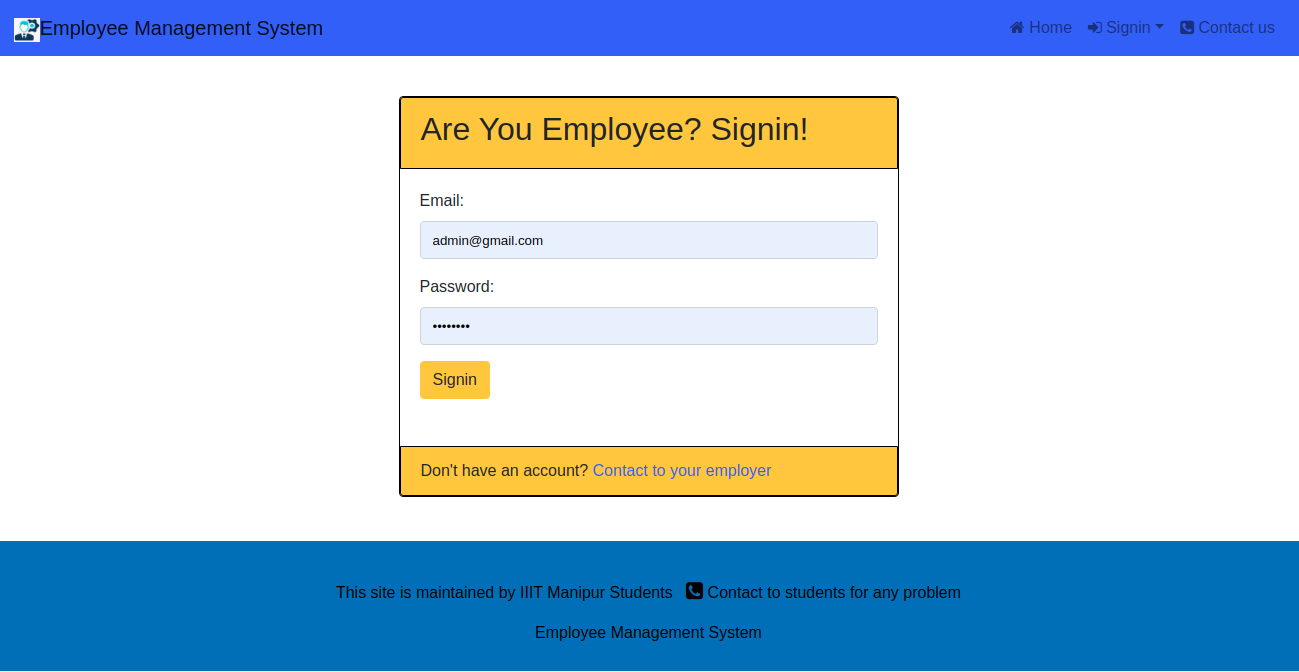 Employee Management System Home Signin Contact us
Are You Employee? Signin!
Email:
admin@gmail.com
Password:
••••••••
Signin
Don't have an account? Contact to your employer
This site is maintained by IIIT Manipur Students Contact to students for any problem
Employee Management System